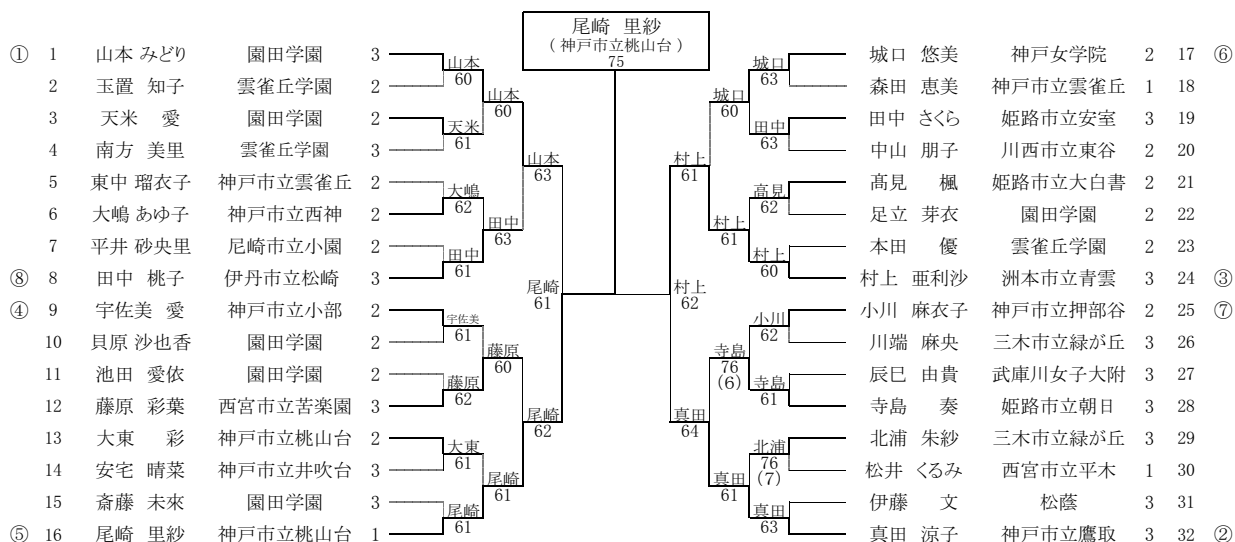 尾崎 里紗
(神戸市立桃山台)
75
① 1 山本 みどり 園田学園 3
2 玉置 知子 雲雀丘学園 2
3 天米 愛 園田学園 2
4 南方 美里 雲雀丘学園 3
5 東中 瑠衣子 神戸市立雲雀丘 2
6 大嶋 あゆ子 神戸市立西神 2
7 平井 砂央里 尼崎市立小園 2
⑧ 8 田中 桃子 伊丹市立松崎 3
④ 9 宇佐美 愛 神戸市立小部 2
10 貝原 沙也香 園田学園 2
11 池田 愛依 園田学園 2
12 藤原 彩葉 西宮市立苦楽園 3
13 大東 彩 神戸市立桃山台 2
14 安宅 晴菜 神戸市立井吹台 3
15 斎藤 未來 園田学園 3
⑤ 16 尾崎 里紗 神戸市立桃山台 1
山本
60
天米
61
大嶋
62
田中
61
宇佐美
61
藤原
62
大東
61
尾崎
61
山本
60
田中
63
藤原
60
尾崎
61
山本
63
尾崎
62
尾崎
61
村上
62
村上
61
真田
64
城口
60
村上
61
寺島
76
(6)
真田
61
城口
63
田中
63
高見
62
村上
60
小川
62
寺島
61
北浦
76
(7)
真田
63
城口 悠美 神戸女学院 2 17 ⑥
森田 恵美 神戸市立雲雀丘 1 18
田中 さくら 姫路市立安室 3 19
中山 朋子 川西市立東谷 2 20
髙見 楓 姫路市立大白書 2 21
足立 芽衣 園田学園 2 22
本田 優 雲雀丘学園 2 23
村上 亜利沙 洲本市立青雲 3 24 ③
小川 麻衣子 神戸市立押部谷 2 25 ⑦
川端 麻央 三木市立緑が丘 3 26
辰巳 由貴 武庫川女子大附 3 27
寺島 奏 姫路市立朝日 3 28
北浦 朱紗 三木市立緑が丘 3 29
松井 くるみ 西宮市立平木 1 30
伊藤 文 松蔭 3 31
真田 涼子 神戸市立鷹取 3 32 ②